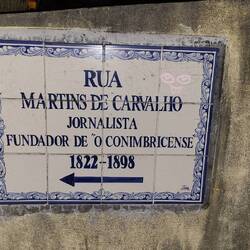 RUA
MARTINS DE CARVALHO
JORNALISTA
FUNDADOR DE "O CONIMBRICENSE"
1822-1898